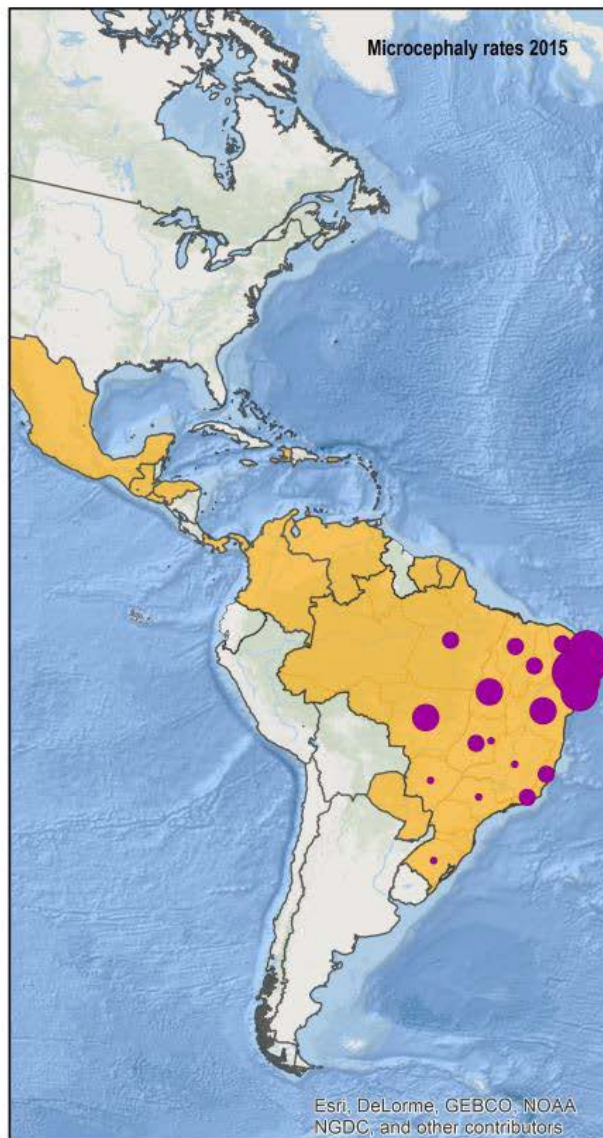 Microcephaly rates 2015
Esri, DeLorme, GEBCO, NOAA
NGDC, and other contributors